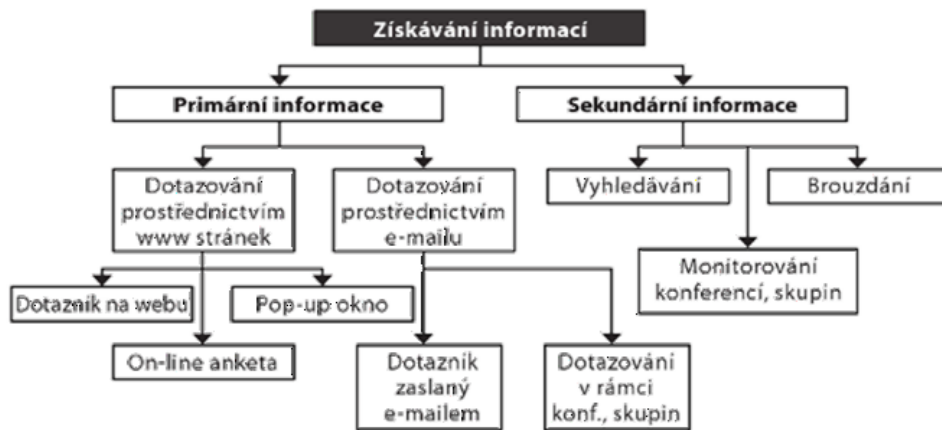 Získávání informací
Primární informace
Sekundární informace
Dotazování
prostřednictvím
www stránek
Dotazování
prostřednictvím
e-mailu
Vyhledávání
Brouzdání
Monitorování
konferencí, skupin
Dotazník na webu
Pop-up okno
On-line anketa
Dotazník
zaslaný
e-mailem
Dotazování
v rámci
konf., skupin